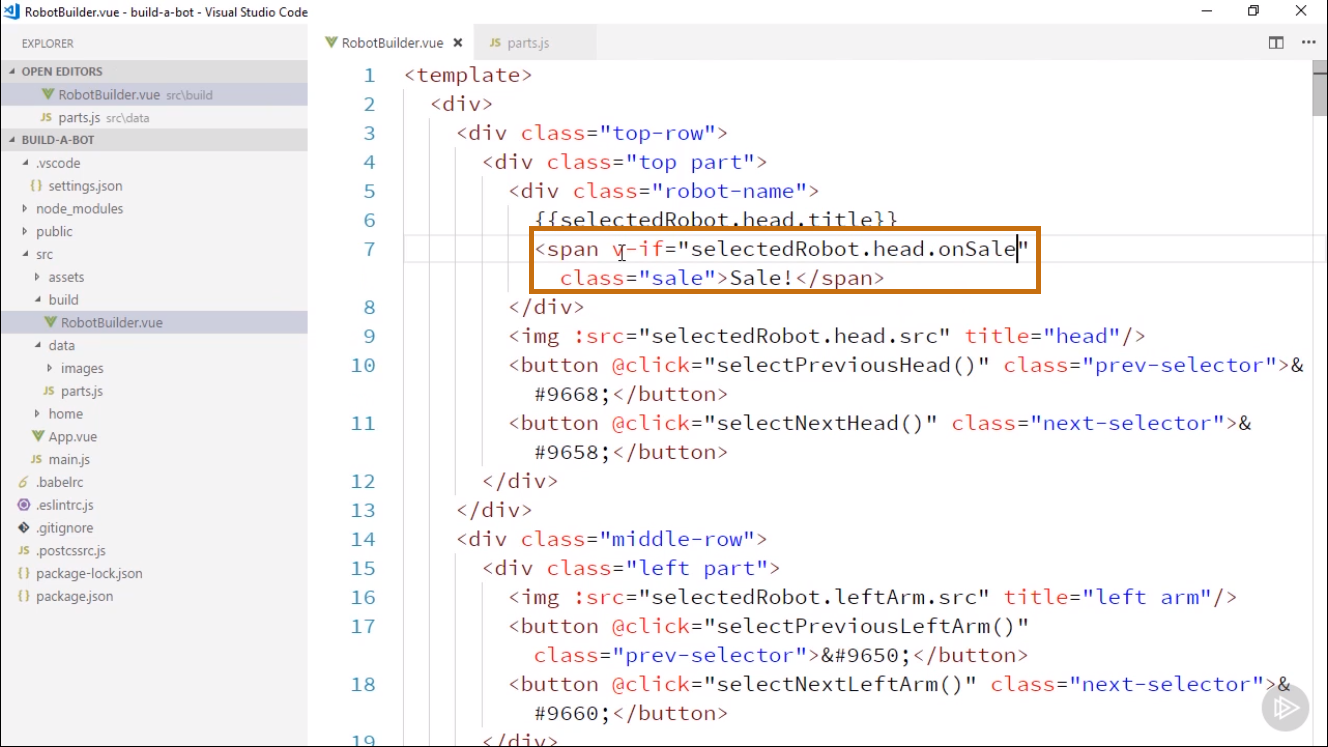 RobotBuilder.vue - build-a-bot - Visual Studio Code
EXPLORER
OPEN EDITORS
RobotBuilder.vue src\build
parts.js src\data
BUILD-A-BOT
.vscode
{} settings.json
node_modules
public
src
assets
build
RobotBuilder.vue
data
images
JS parts.js
home
App.vue
JS main.js
6 .babelrc
.eslintrc.js
.gitignore
JS .postcssrc.js
{} package-lock.json
{} package.json
RobotBuilder.vue
JS parts.js
1 <template>
2 <div>
3 <div class="top-row">
4 <div class="top part">
5 <div class="robot-name">
6 {{selectedRobot.head.title}}
7 <span v-if="selectedRobot.head.onSale"
class="sale">Sale!</span>
8 </div>
9 <img :src="selectedRobot.head.src" title="head"/>
10 <button @click="selectPreviousHead()" class="prev-selector">&
#9668;</button>
11 <button @click="selectNextHead()" class="next-selector">&
#9658;</button>
12 </div>
13 </div>
14 <div class="middle-row">
15 <div class="left part">
16 <img :src="selectedRobot.leftArm.src" title="left arm"/>
17 <button @click="selectPreviousLeftArm()"
class="prev-selector">&#9650;</button>
18 <button @click="selectNextLeftArm()" class="next-selector">&
#9660;</button>
19 </div>